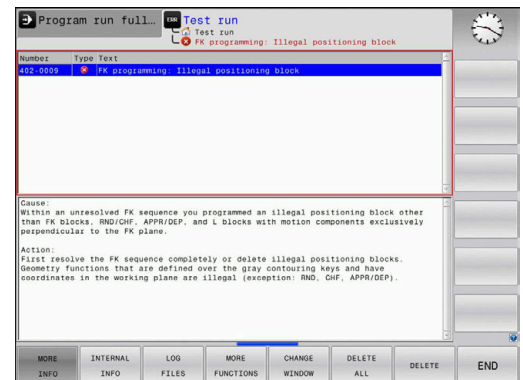 Program run full... ERR Test run
Test run
FK programming: Illegal positioning block
Number Type Text
402-0009 FK programming: Illegal positioning block
Cause:
Within an unresolved FK sequence you programmed an illegal positioning block other
than FK blocks, RND/CHF, APPR/DEP, and L blocks with motion components exclusively
perpendicular to the FK plane.
Action:
First resolve the FK sequence completely or delete illegal positioning blocks.
Geometry functions that are defined over the gray contouring keys and have
coordinates in the working plane are illegal (exception: RND, CHF, APPR/DEP).
MORE INTERNAL LOG MORE CHANGE DELETE DELETE END
INFO INFO FILES FUNCTIONS WINDOW ALL